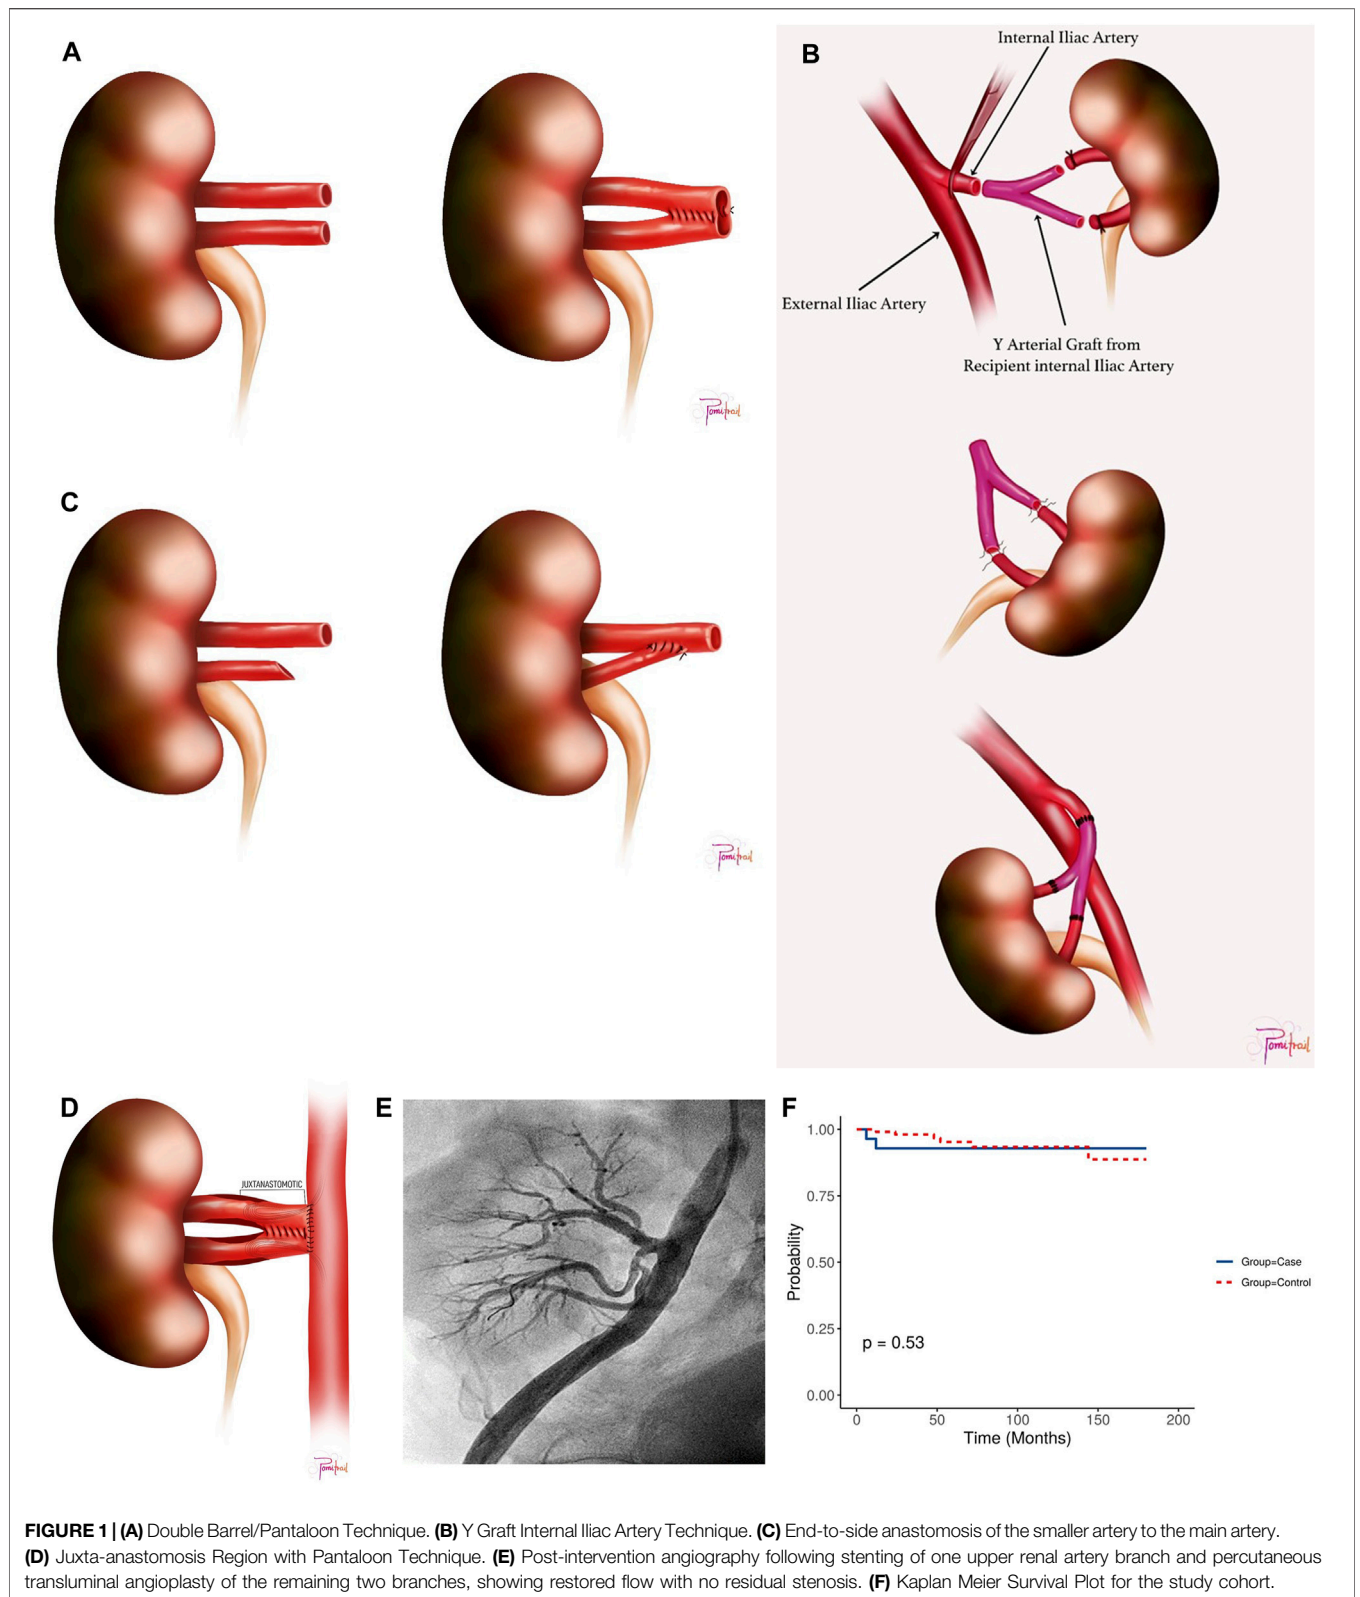 A
B
Internal Iliac Artery
External Iliac Artery
Y Arterial Graft from
Recipient internal Iliac Artery
Pomitrail
C
Pomitrail
Pomitrail
D
JUXTANASTOMOTIC
Pomitrail
E
F
1.00
0.75
0.50
0.25
0.00
Probability
p = 0.53
0 50 100 150 200
Time (Months)
Group=Case
Group=Control
FIGURE 1 | (A) Double Barrel/Pantaloon Technique. (B) Y Graft Internal Iliac Artery Technique. (C) End-to-side anastomosis of the smaller artery to the main artery.
(D) Juxta-anastomosis Region with Pantaloon Technique. (E) Post-intervention angiography following stenting of one upper renal artery branch and percutaneous
transluminal angioplasty of the remaining two branches, showing restored flow with no residual stenosis. (F) Kaplan Meier Survival Plot for the study cohort.